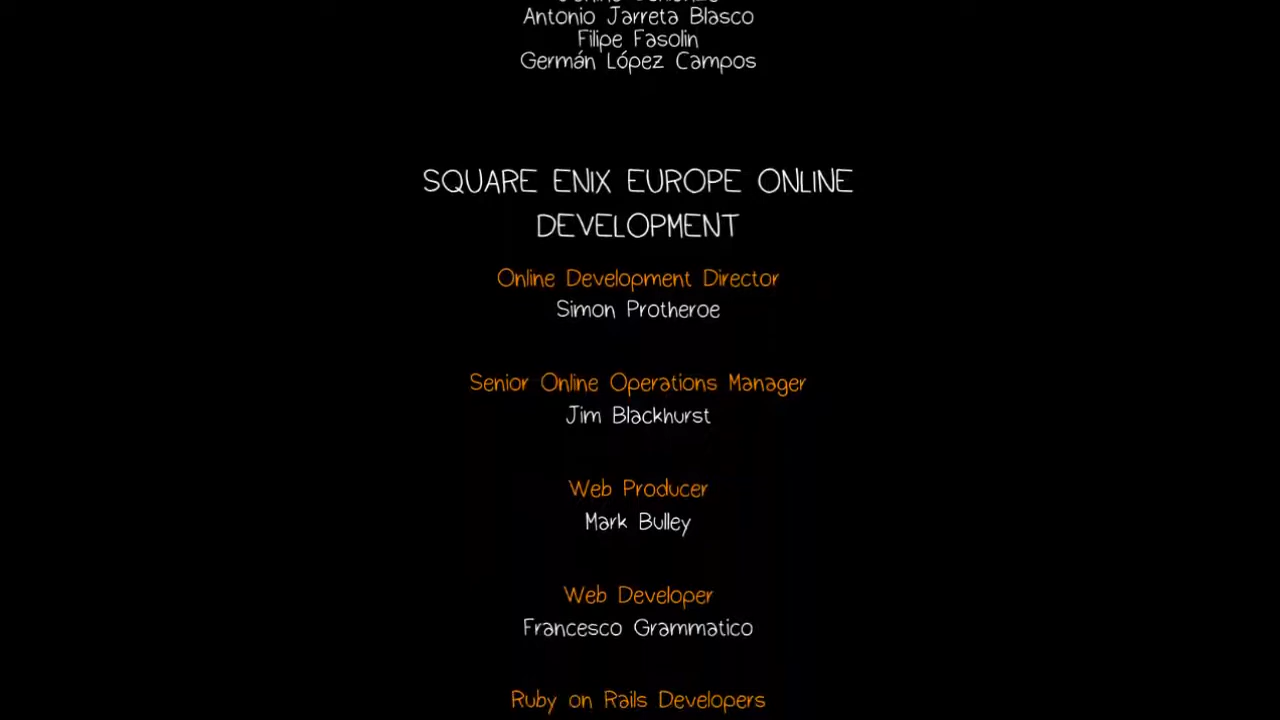 Antonio Jarreta Blasco
Filipe Fasolin
Germán López Campos
SQUARE ENIX EUROPE ONLINE
DEVELOPMENT
Online Development Director
Simon Protheroe
Senior Online Operations Manager
Jim Blackhurst
Web Producer
Mark Bulley
Web Developer
Francesco Grammatico
Ruby on Rails Developers